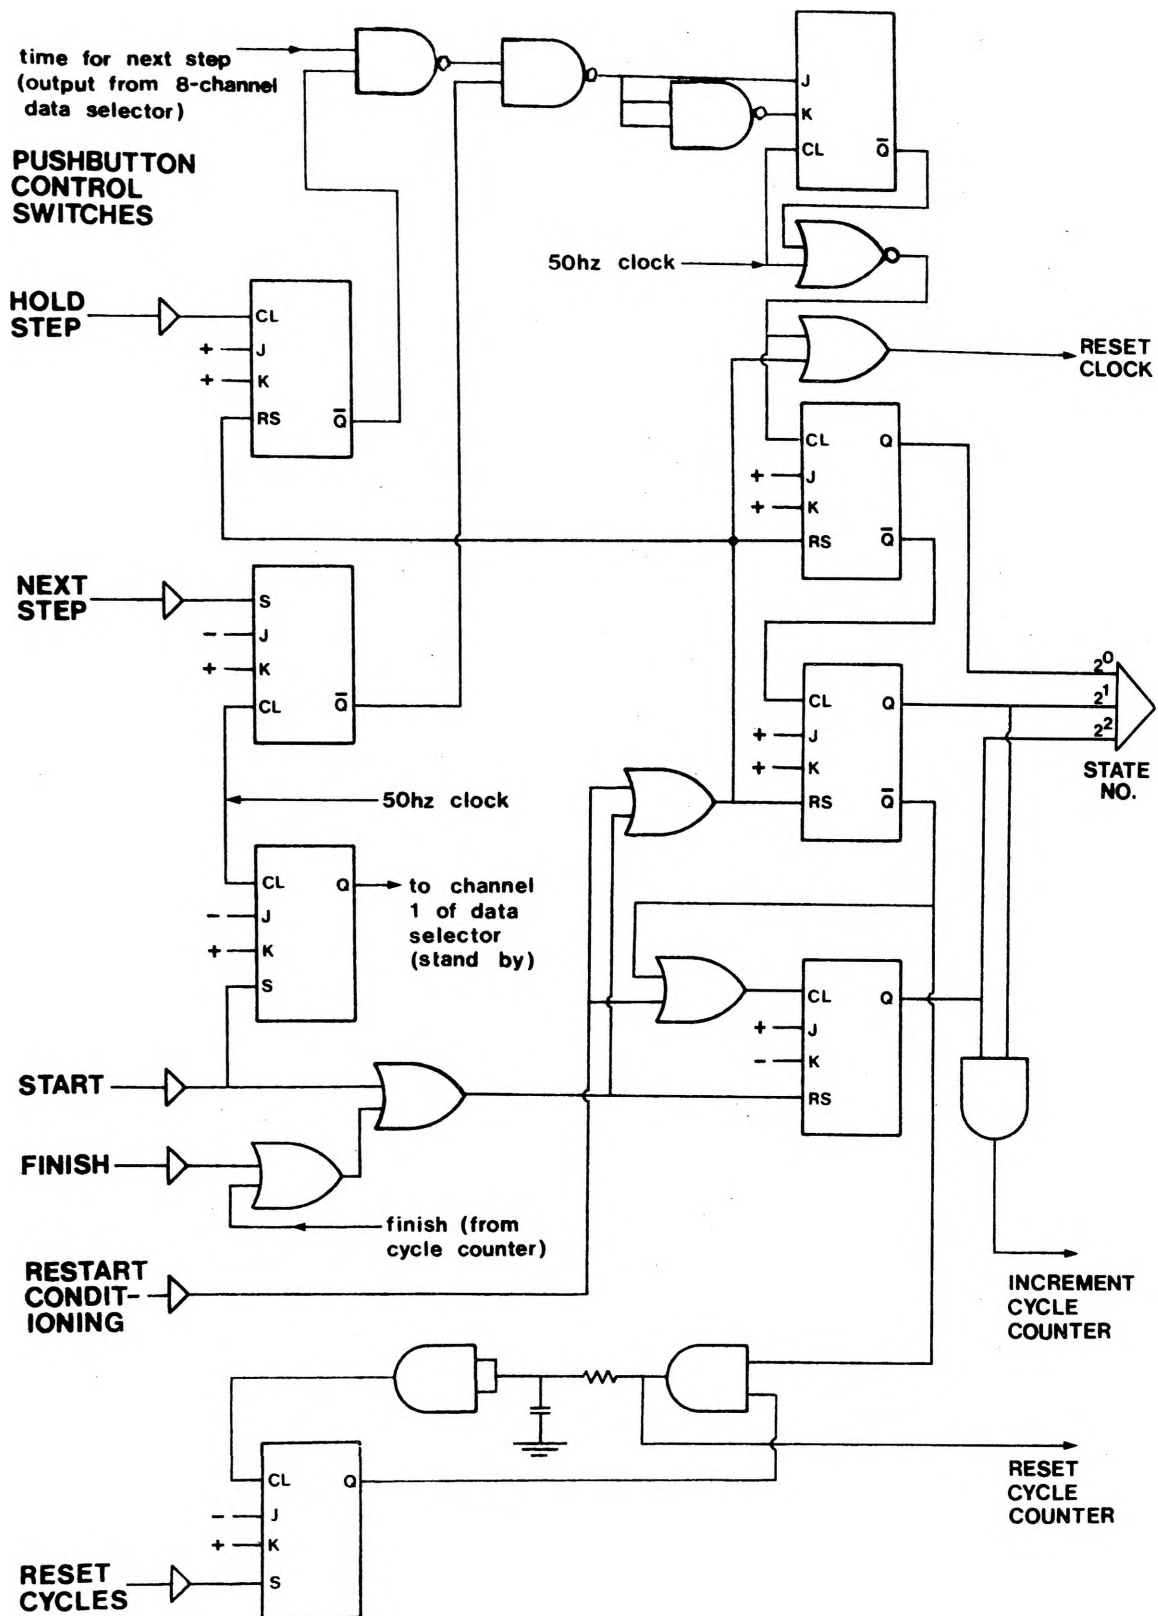 time for next step
(output from 8-channel
data selector)
PUSHBUTTON
CONTROL
SWITCHES
J
K
CL
Q̅
50hz clock
HOLD
STEP
CL
+ J
+ K
RS
Q̅
RESET
CLOCK
CL
Q
+ J
+ K
RS
Q̅
NEXT
STEP
S
- J
+ K
CL
Q̅
50hz clock
CL
Q
+ J
+ K
RS
Q̅
2⁰
2¹
2²
STATE
NO.
CL
Q
- J
+ K
S
to channel
1 of data
selector
(stand by)
CL
Q
+ J
- K
RS
START
FINISH
finish (from
cycle counter)
RESTART
CONDIT-
IONING
INCREMENT
CYCLE
COUNTER
RESET
CYCLE
COUNTER
CL
Q
- J
+ K
S
RESET
CYCLES